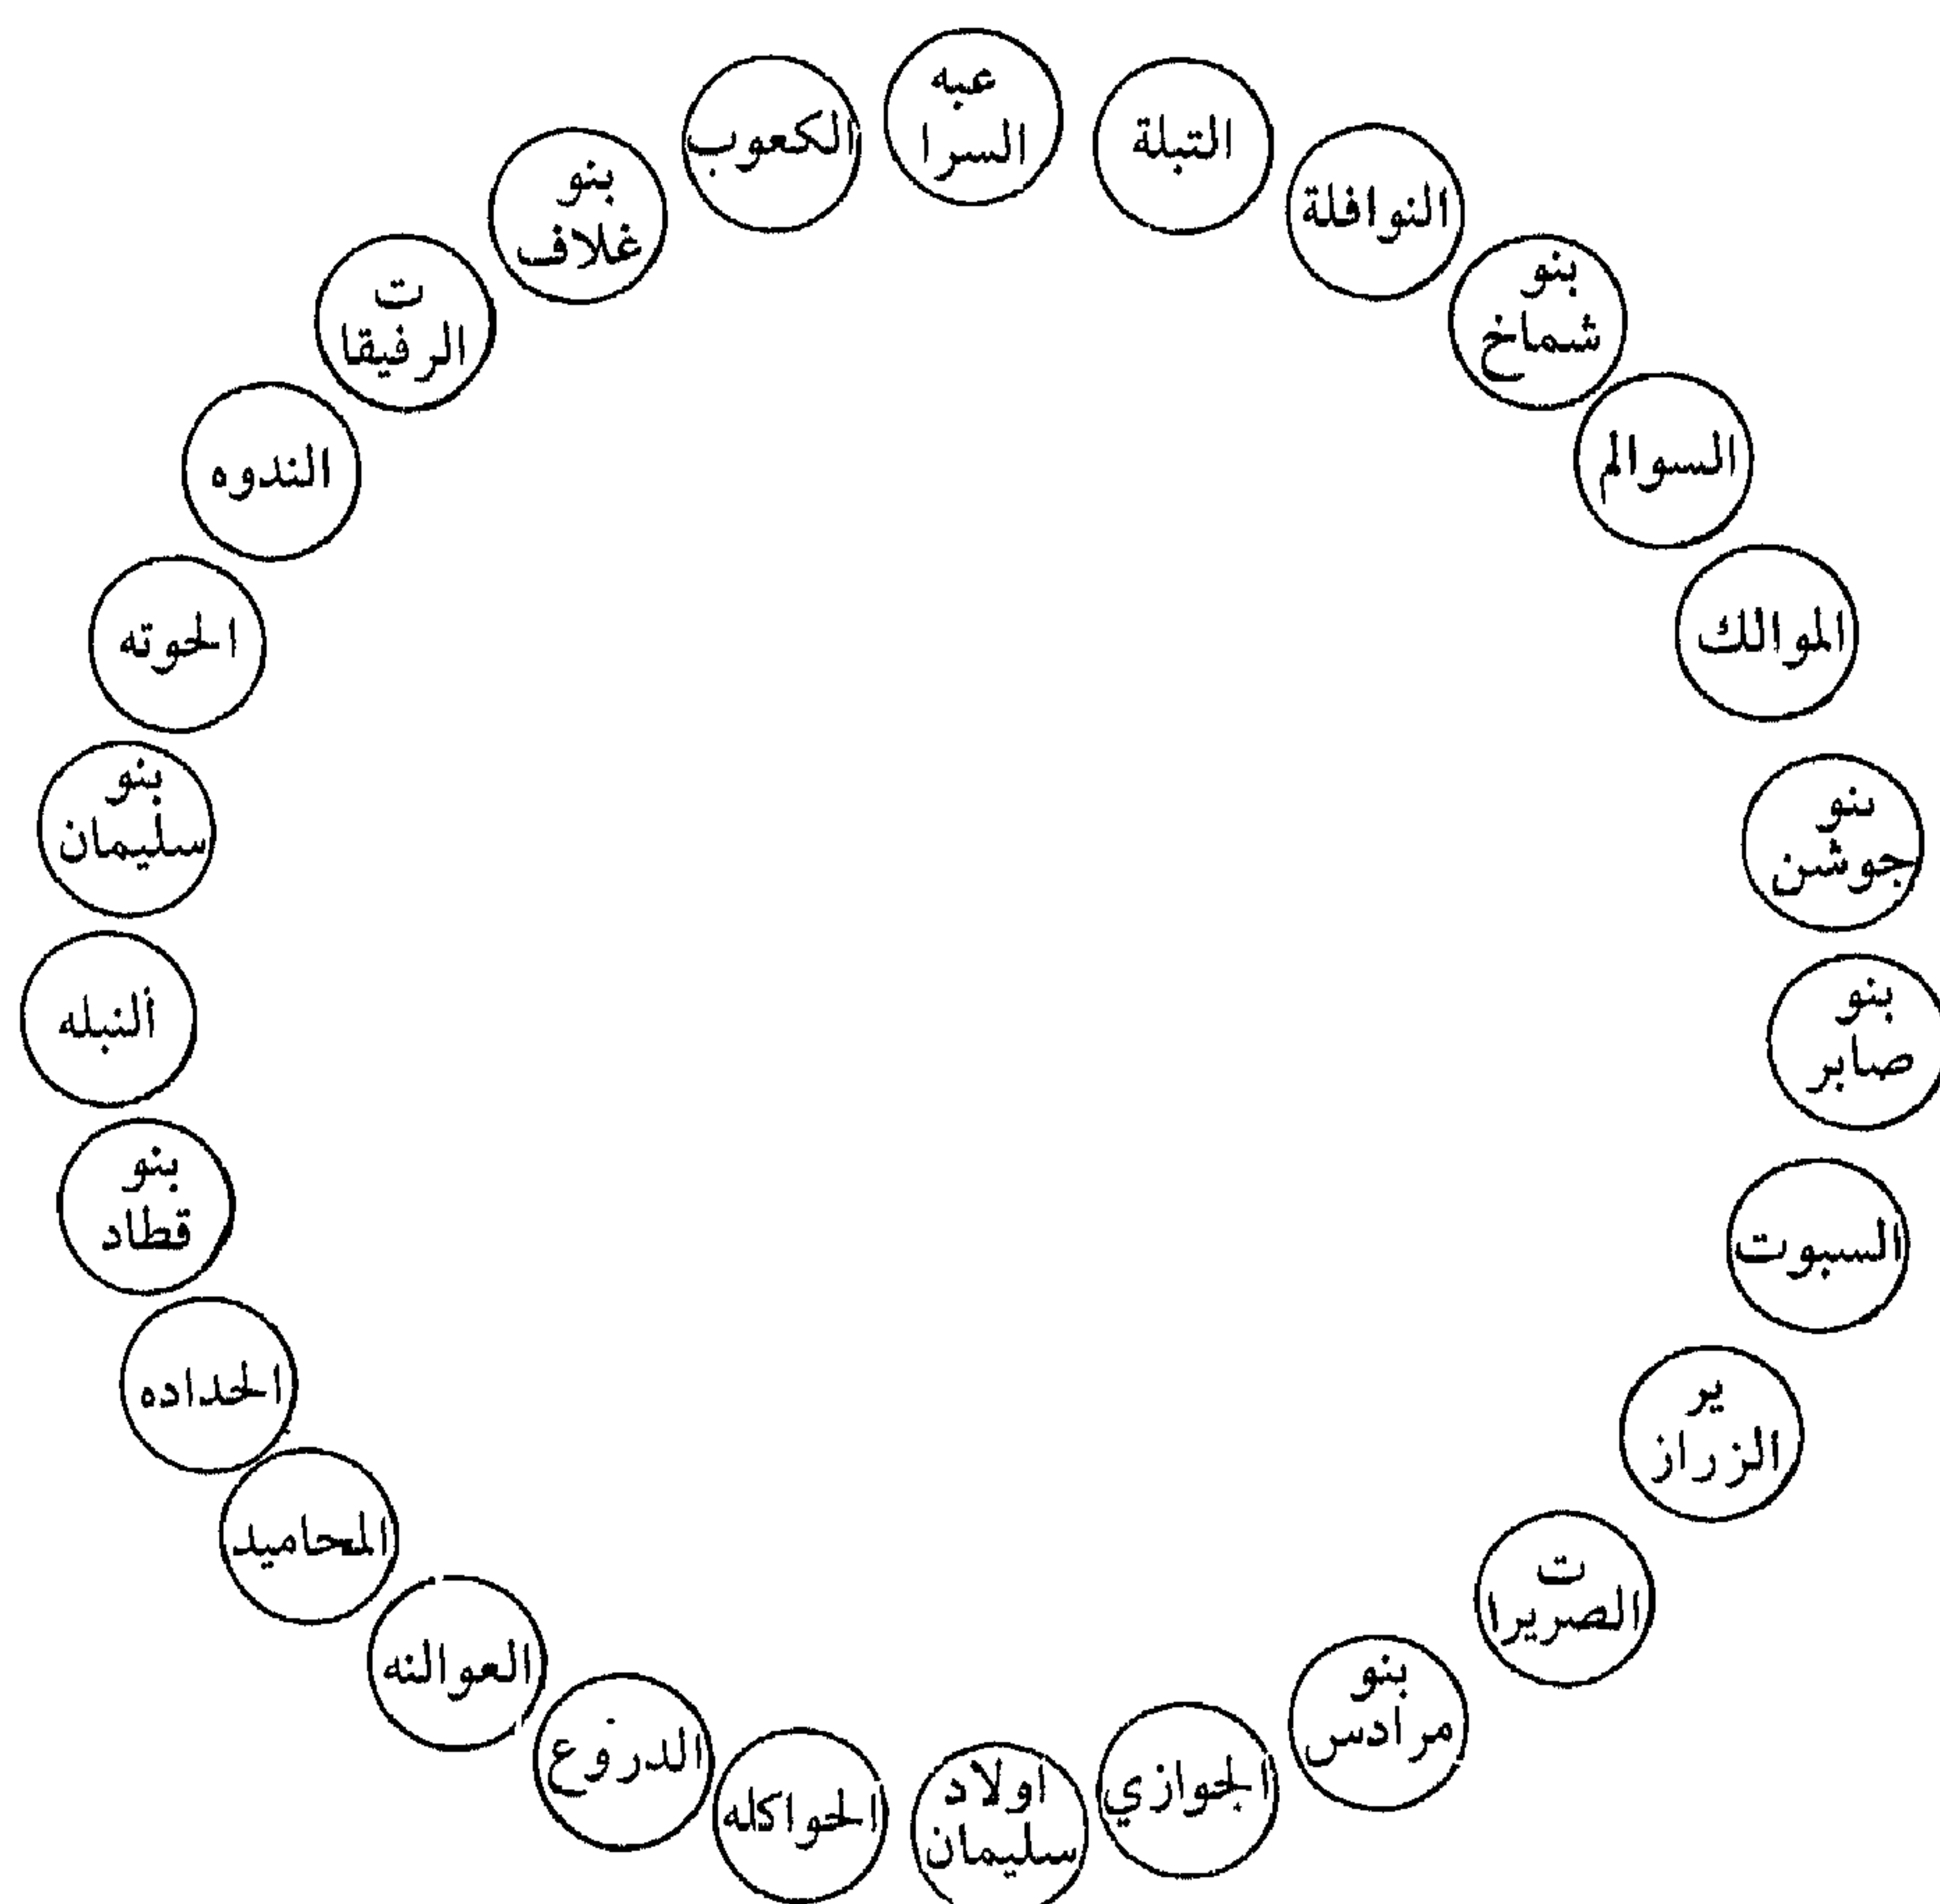 عبه
السرا
التبلة
النوافلة
بنو
شماخ
السوالم
الموالك
بنو
جوشن
بنو
صابر
السبوت
ير
الزراز
ت
الصريرا
بنو
مرادس
الجوازي
اولاد
سليمان
الحواكله
الدروع
العوالنه
المحاميد
الحداده
بنو
قطاد
ألنبله
بنو
سليمان
الحوته
الندوه
ت
الرفيقا
بنو
غلاف
الكعوب